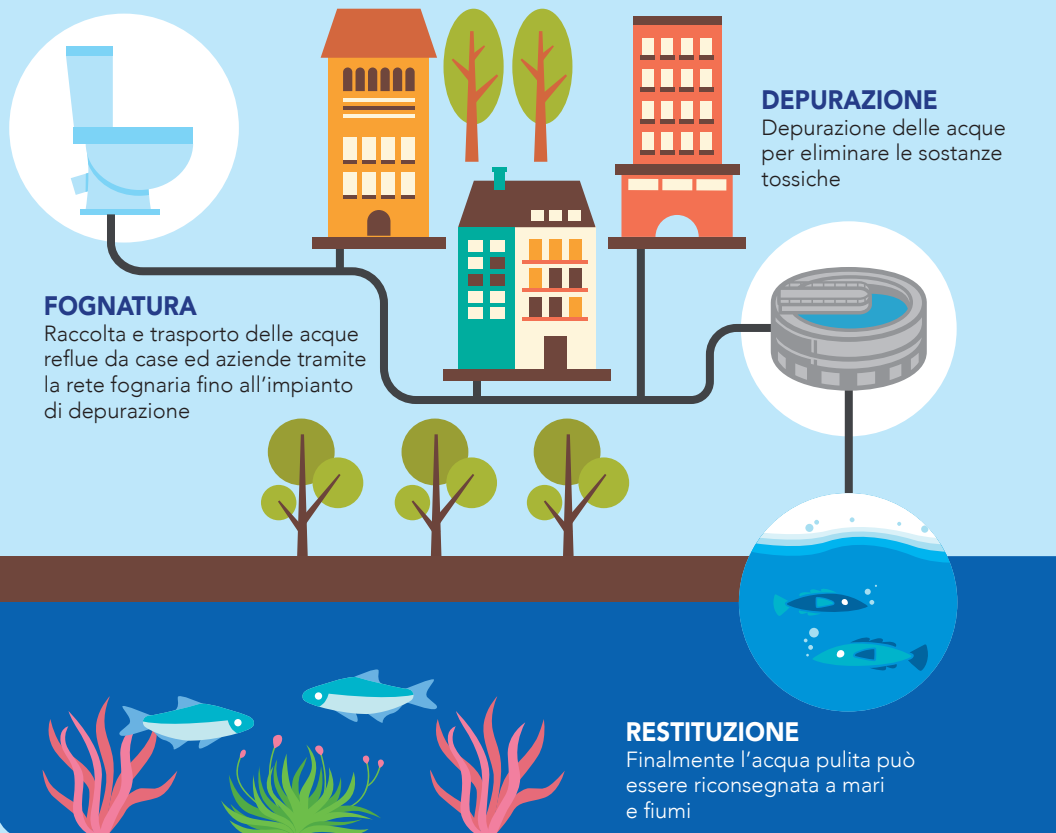 DEPURAZIONE
Depurazione delle acque
per eliminare le sostanze
tossiche
FOGNATURA
Raccolta e trasporto delle acque
reflue da case ed aziende tramite
la rete fognaria fino all’impianto
di depurazione
RESTITUZIONE
Finalmente l’acqua pulita può
essere riconsegnata a mari
e fiumi